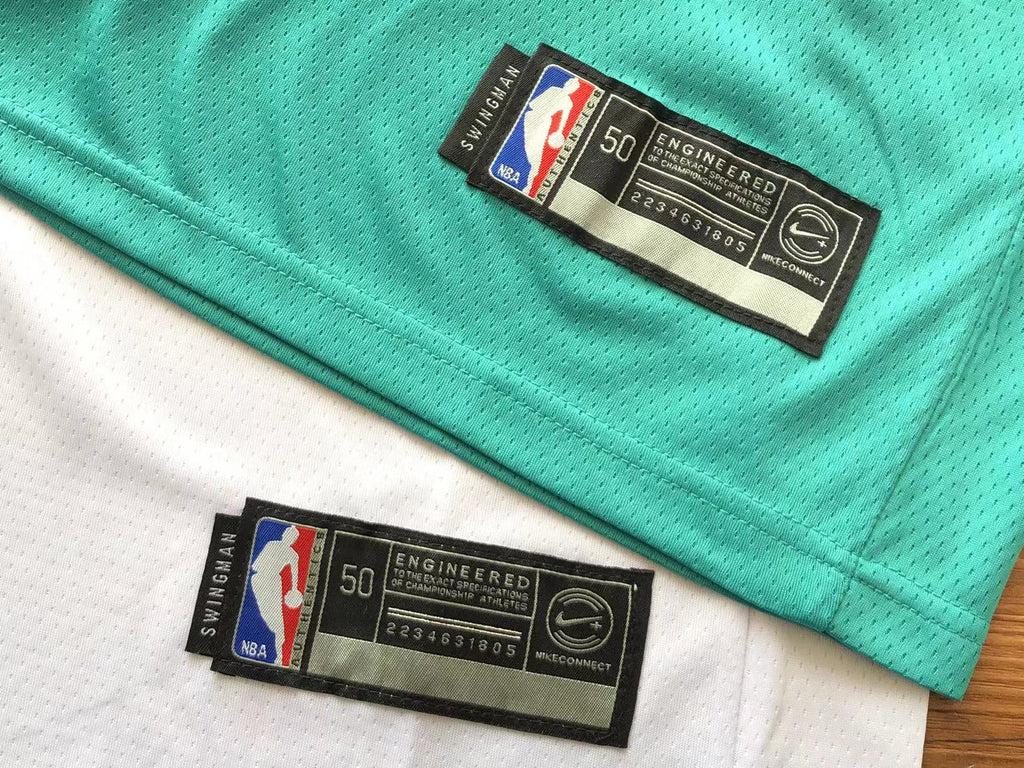 SWINGMAN
NBA
AUTHENTICS
50
ENGINEERED
TO THE EXACT SPECIFICATIONS
OF CHAMPIONSHIP ATHLETES
2234631805
NIKECONNECT
SWINGMAN
NBA
AUTHENTICS
50
ENGINEERED
TO THE EXACT SPECIFICATIONS
OF CHAMPIONSHIP ATHLETES
2234631805
NIKECONNECT